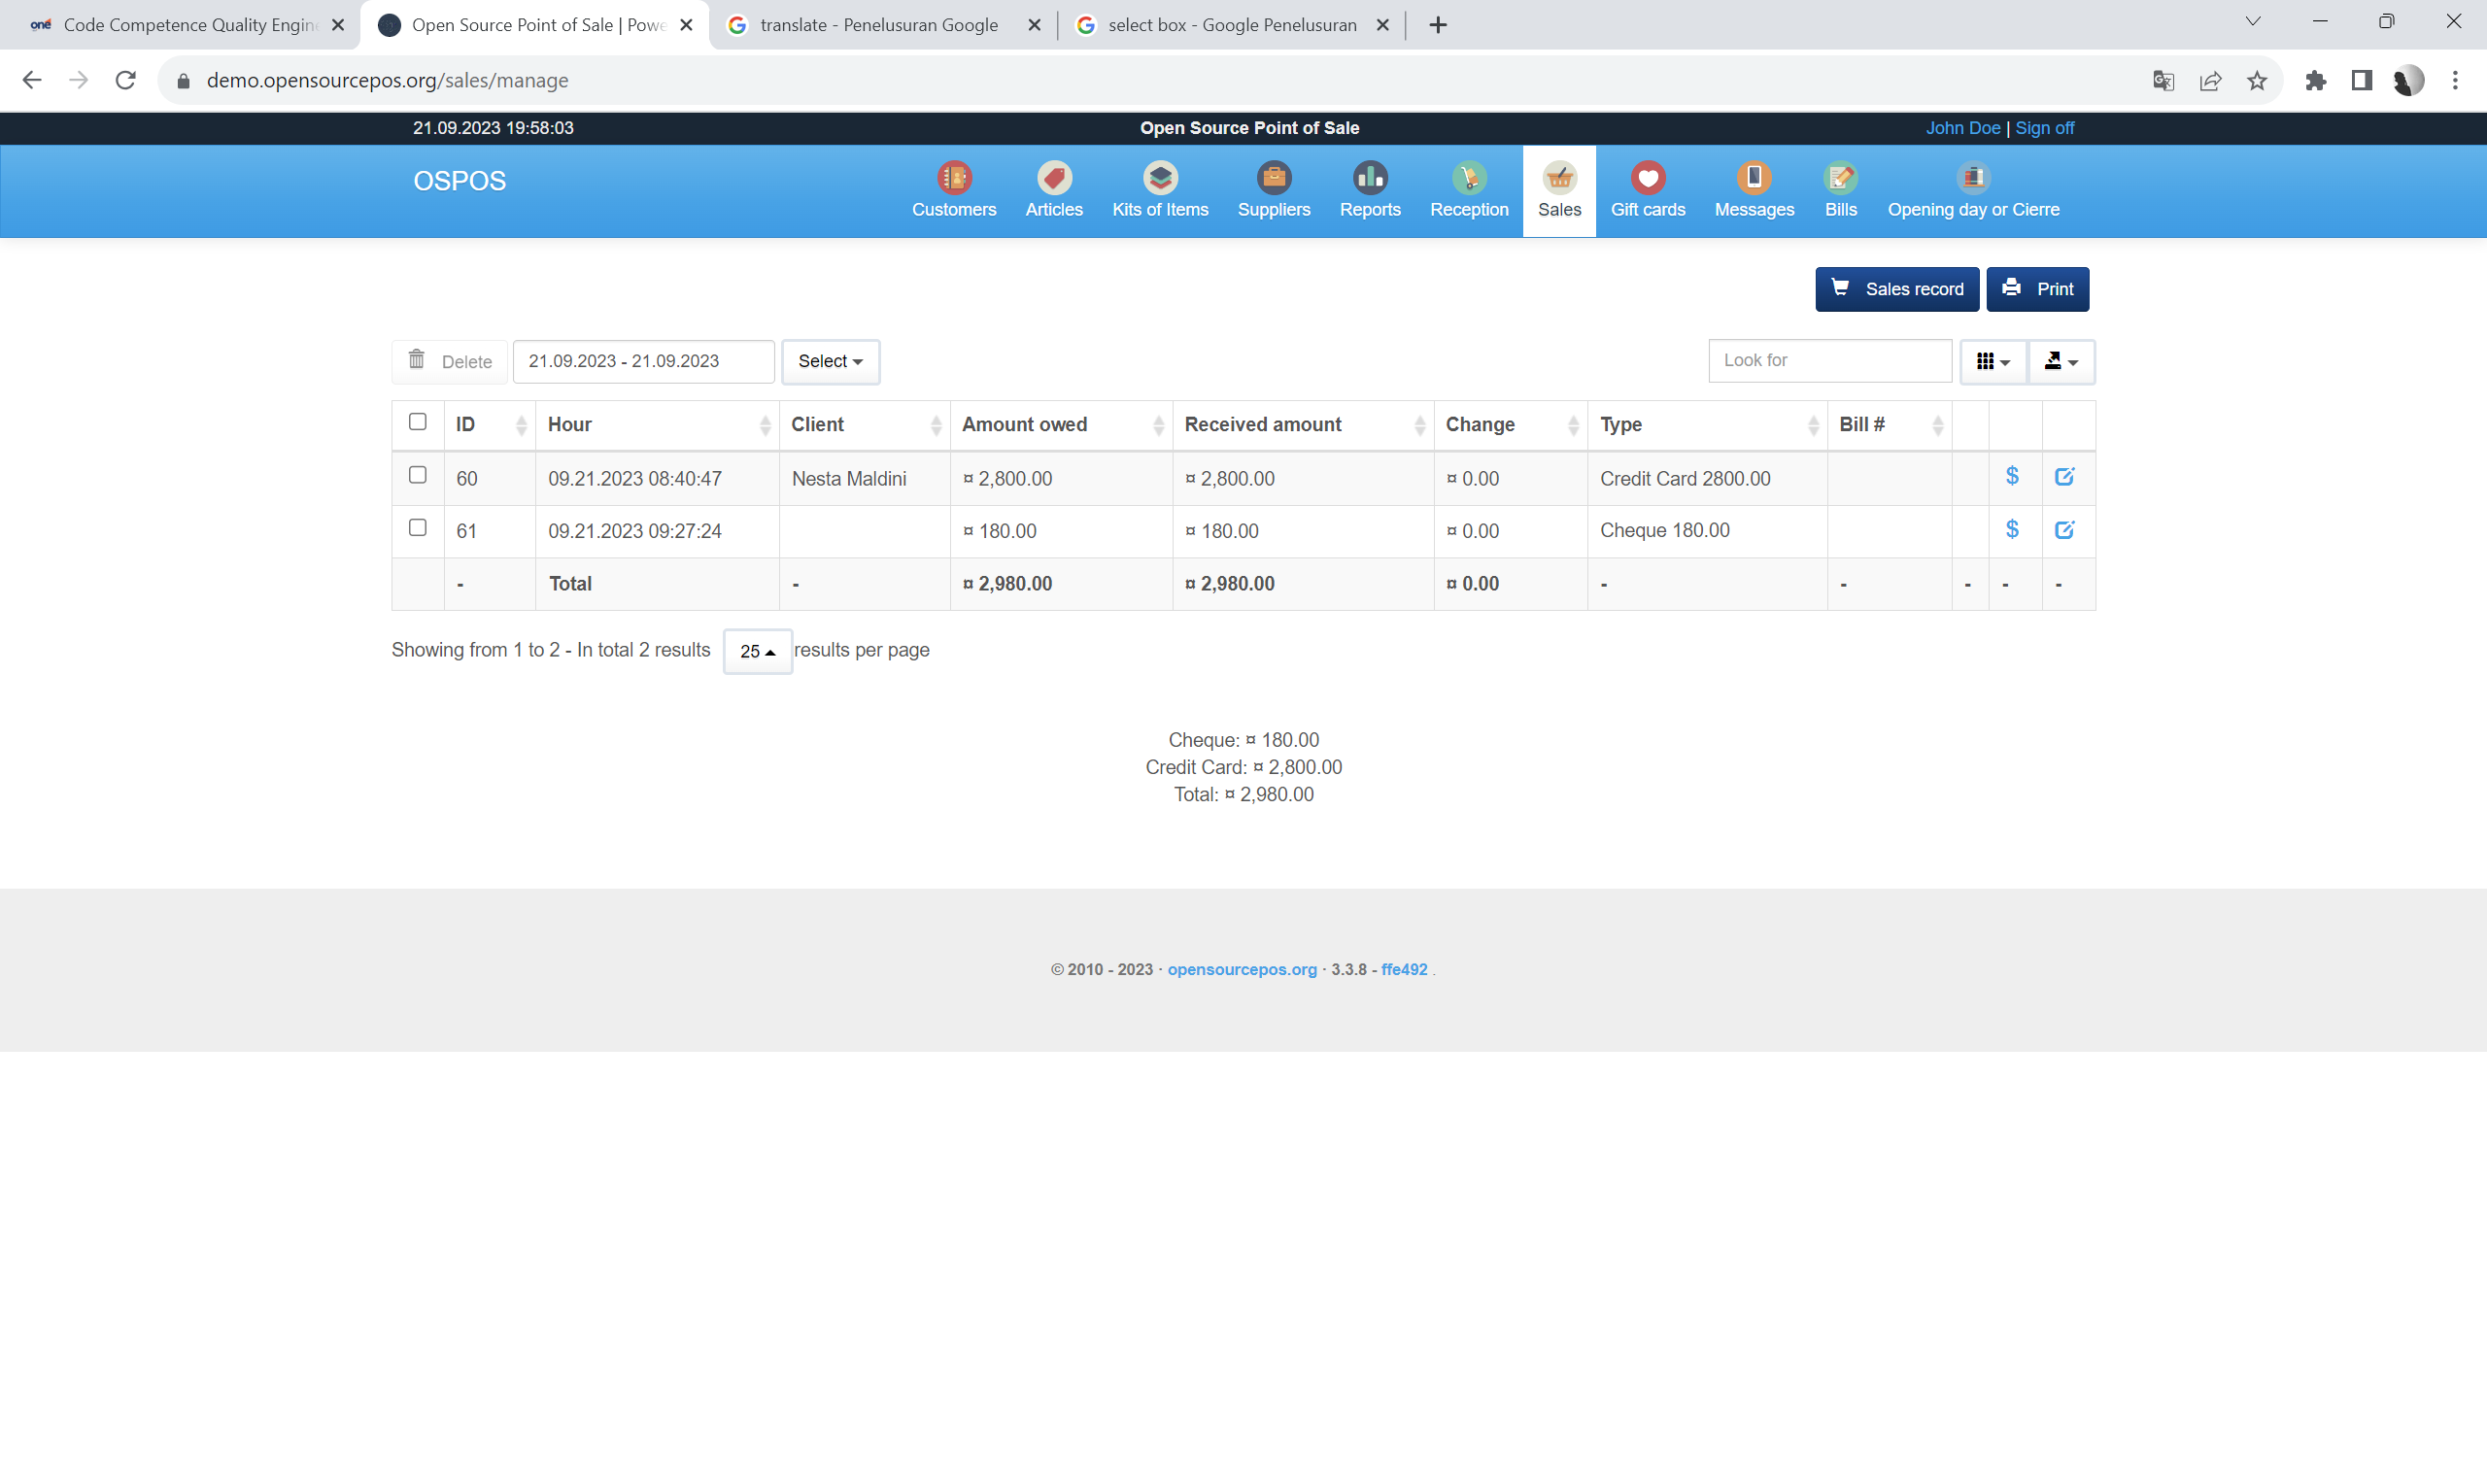 one Code Competence Quality Engine
Open Source Point of Sale | Powe
translate - Penelusuran Google
select box - Google Penelusuran
demo.opensourcepos.org/sales/manage
21.09.2023 19:58:03
Open Source Point of Sale
John Doe | Sign off
OSPOS
Customers
Articles
Kits of Items
Suppliers
Reports
Reception
Sales
Gift cards
Messages
Bills
Opening day or Cierre
Sales record
Print
Delete
21.09.2023 - 21.09.2023
Select
Look for
ID Hour Client Amount owed Received amount Change Type Bill #
60 09.21.2023 08:40:47 Nesta Maldini ¤ 2,800.00 ¤ 2,800.00 ¤ 0.00 Credit Card 2800.00 $
61 09.21.2023 09:27:24 ¤ 180.00 ¤ 180.00 ¤ 0.00 Cheque 180.00 $
- Total - ¤ 2,980.00 ¤ 2,980.00 ¤ 0.00 - - - - -
Showing from 1 to 2 - In total 2 results 25 results per page
Cheque: ¤ 180.00
Credit Card: ¤ 2,800.00
Total: ¤ 2,980.00
© 2010 - 2023 · opensourcepos.org · 3.3.8 - ffe492 .